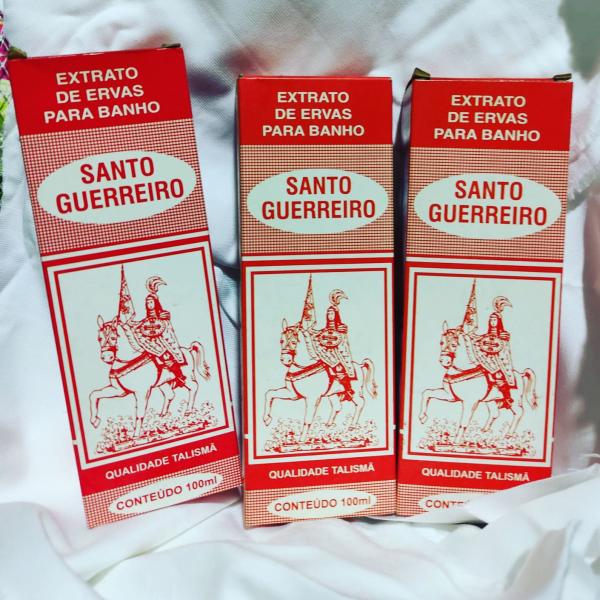 EXTRATO
DE ERVAS
PARA BANHO
SANTO
GUERREIRO
QUALIDADE TALISMÃ
CONTEÚDO 100ml
EXTRATO
DE ERVAS
PARA BANHO
SANTO
GUERREIRO
QUALIDADE TALISMÃ
CONTEÚDO 100ml
EXTRATO
DE ERVAS
PARA BANHO
SANTO
GUERREIRO
QUALIDADE TALISMÃ